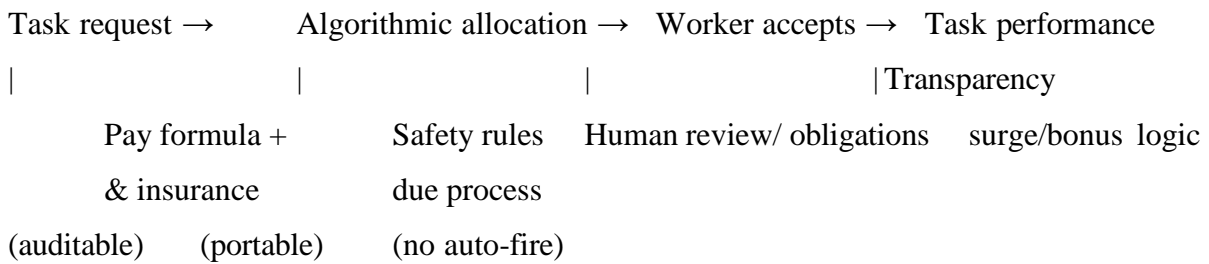 Task request → Algorithmic allocation → Worker accepts → Task performance
| | | | Transparency
Pay formula + Safety rules Human review/ obligations surge/bonus logic
& insurance due process
(auditable) (portable) (no auto-fire)